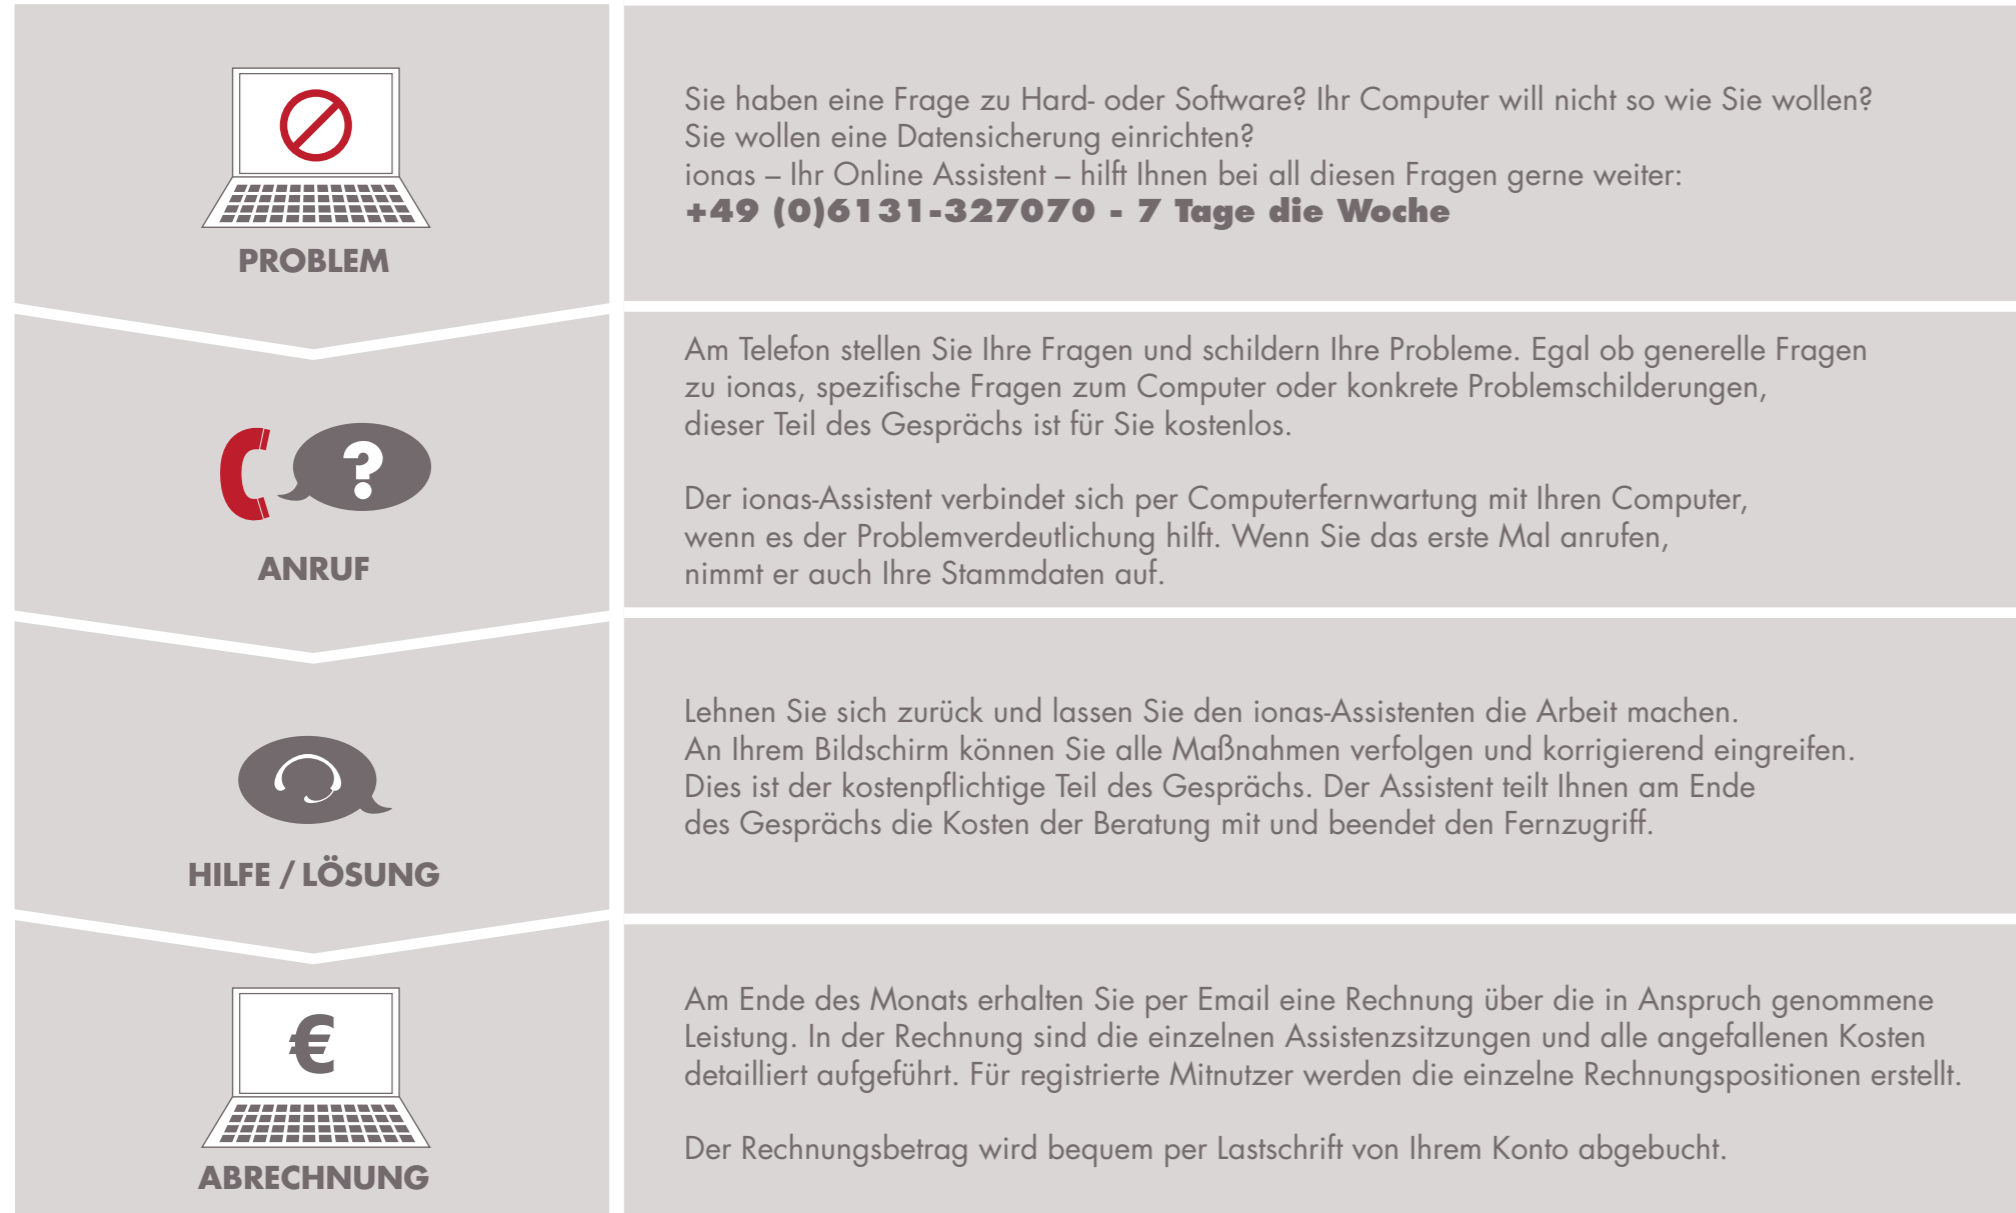 PROBLEM
Sie haben eine Frage zu Hard- oder Software? Ihr Computer will nicht so wie Sie wollen?
Sie wollen eine Datensicherung einrichten?
ionas – Ihr Online Assistent – hilft Ihnen bei all diesen Fragen gerne weiter:
+49 (0)6131-327070 - 7 Tage die Woche
?
ANRUF
Am Telefon stellen Sie Ihre Fragen und schildern Ihre Probleme. Egal ob generelle Fragen
zu ionas, spezifische Fragen zum Computer oder konkrete Problemschilderungen,
dieser Teil des Gesprächs ist für Sie kostenlos.
Der ionas-Assistent verbindet sich per Computerfernwartung mit Ihren Computer,
wenn es der Problemverdeutlichung hilft. Wenn Sie das erste Mal anrufen,
nimmt er auch Ihre Stammdaten auf.
HILFE / LÖSUNG
Lehnen Sie sich zurück und lassen Sie den ionas-Assistenten die Arbeit machen.
An Ihrem Bildschirm können Sie alle Maßnahmen verfolgen und korrigierend eingreifen.
Dies ist der kostenpflichtige Teil des Gesprächs. Der Assistent teilt Ihnen am Ende
des Gesprächs die Kosten der Beratung mit und beendet den Fernzugriff.
€
ABRECHNUNG
Am Ende des Monats erhalten Sie per Email eine Rechnung über die in Anspruch genommene
Leistung. In der Rechnung sind die einzelnen Assistenzsitzungen und alle angefallenen Kosten
detailliert aufgeführt. Für registrierte Mitnutzer werden die einzelne Rechnungspositionen erstellt.
Der Rechnungsbetrag wird bequem per Lastschrift von Ihrem Konto abgebucht.